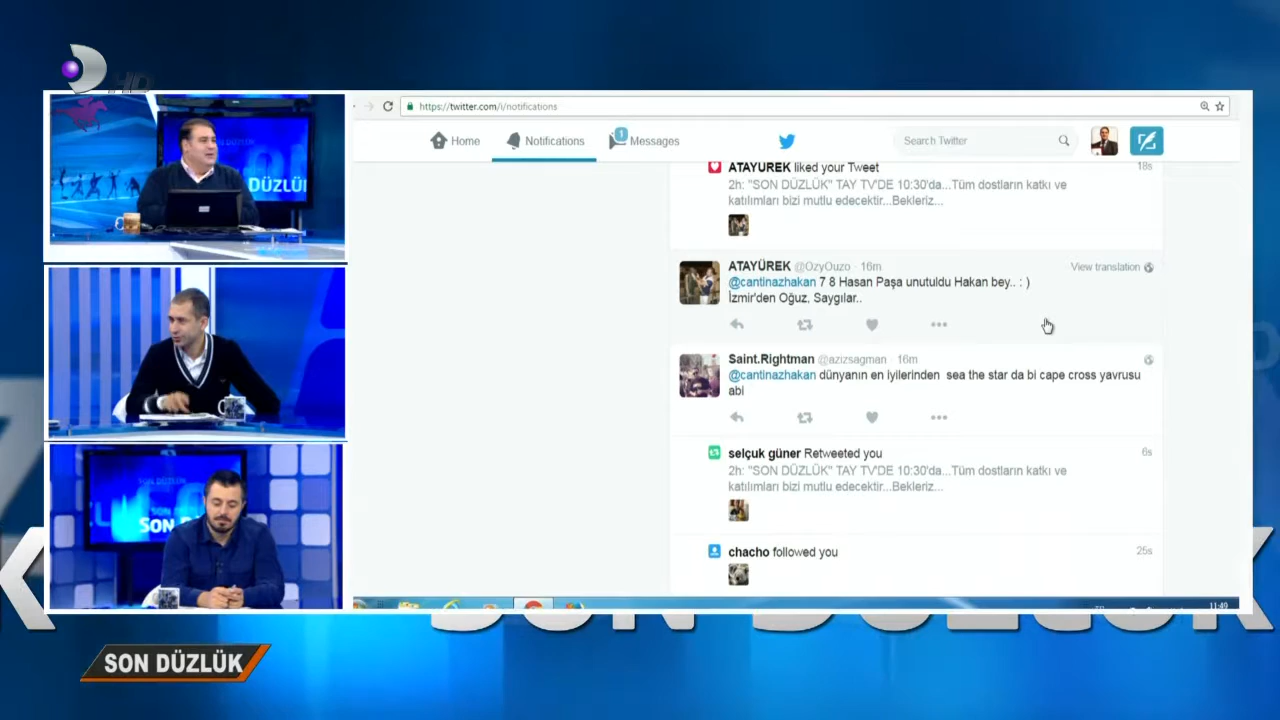 HD
https://twitter.com/i/notifications
Home
Notifications
1
Messages
Search Twitter
ATAYÜREK liked your Tweet
18s
2h: "SON DÜZLÜK" TAY TV'DE 10:30'da...Tüm dostların katkı ve
katılımları bizi mutlu edecektir...Bekleriz...
ATAYÜREK @OzyOuzo · 16m
View translation
@cantinazhakan 7 8 Hasan Paşa unutuldu Hakan bey.. : )
İzmir'den Oğuz, Saygılar..
Saint.Rightman @azizsagman · 16m
@cantinazhakan dünyanın en iyilerinden sea the star da bi cape cross yavrusu
abi
selçuk güner Retweeted you
6s
2h: "SON DÜZLÜK" TAY TV'DE 10:30'da...Tüm dostların katkı ve
katılımları bizi mutlu edecektir...Bekleriz...
chacho followed you
25s
11:49
DÜZLÜ
SON DÜZLÜK
SON DÜZLÜK